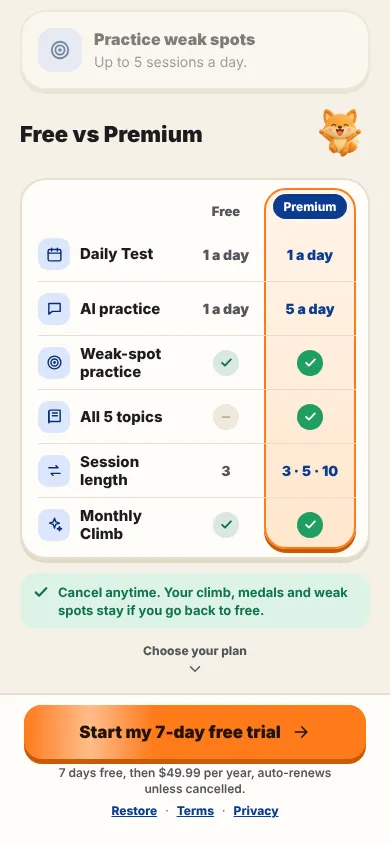 Practice weak spots
Up to 5 sessions a day.
Free vs Premium
Free Premium
Daily Test 1 a day 1 a day
AI practice 1 a day 5 a day
Weak-spot
practice
All 5 topics –
Session
length 3 3 · 5 · 10
Monthly
Climb
Cancel anytime. Your climb, medals and weak
spots stay if you go back to free.
Choose your plan
Start my 7-day free trial →
7 days free, then $49.99 per year, auto-renews
unless cancelled.
Restore · Terms · Privacy